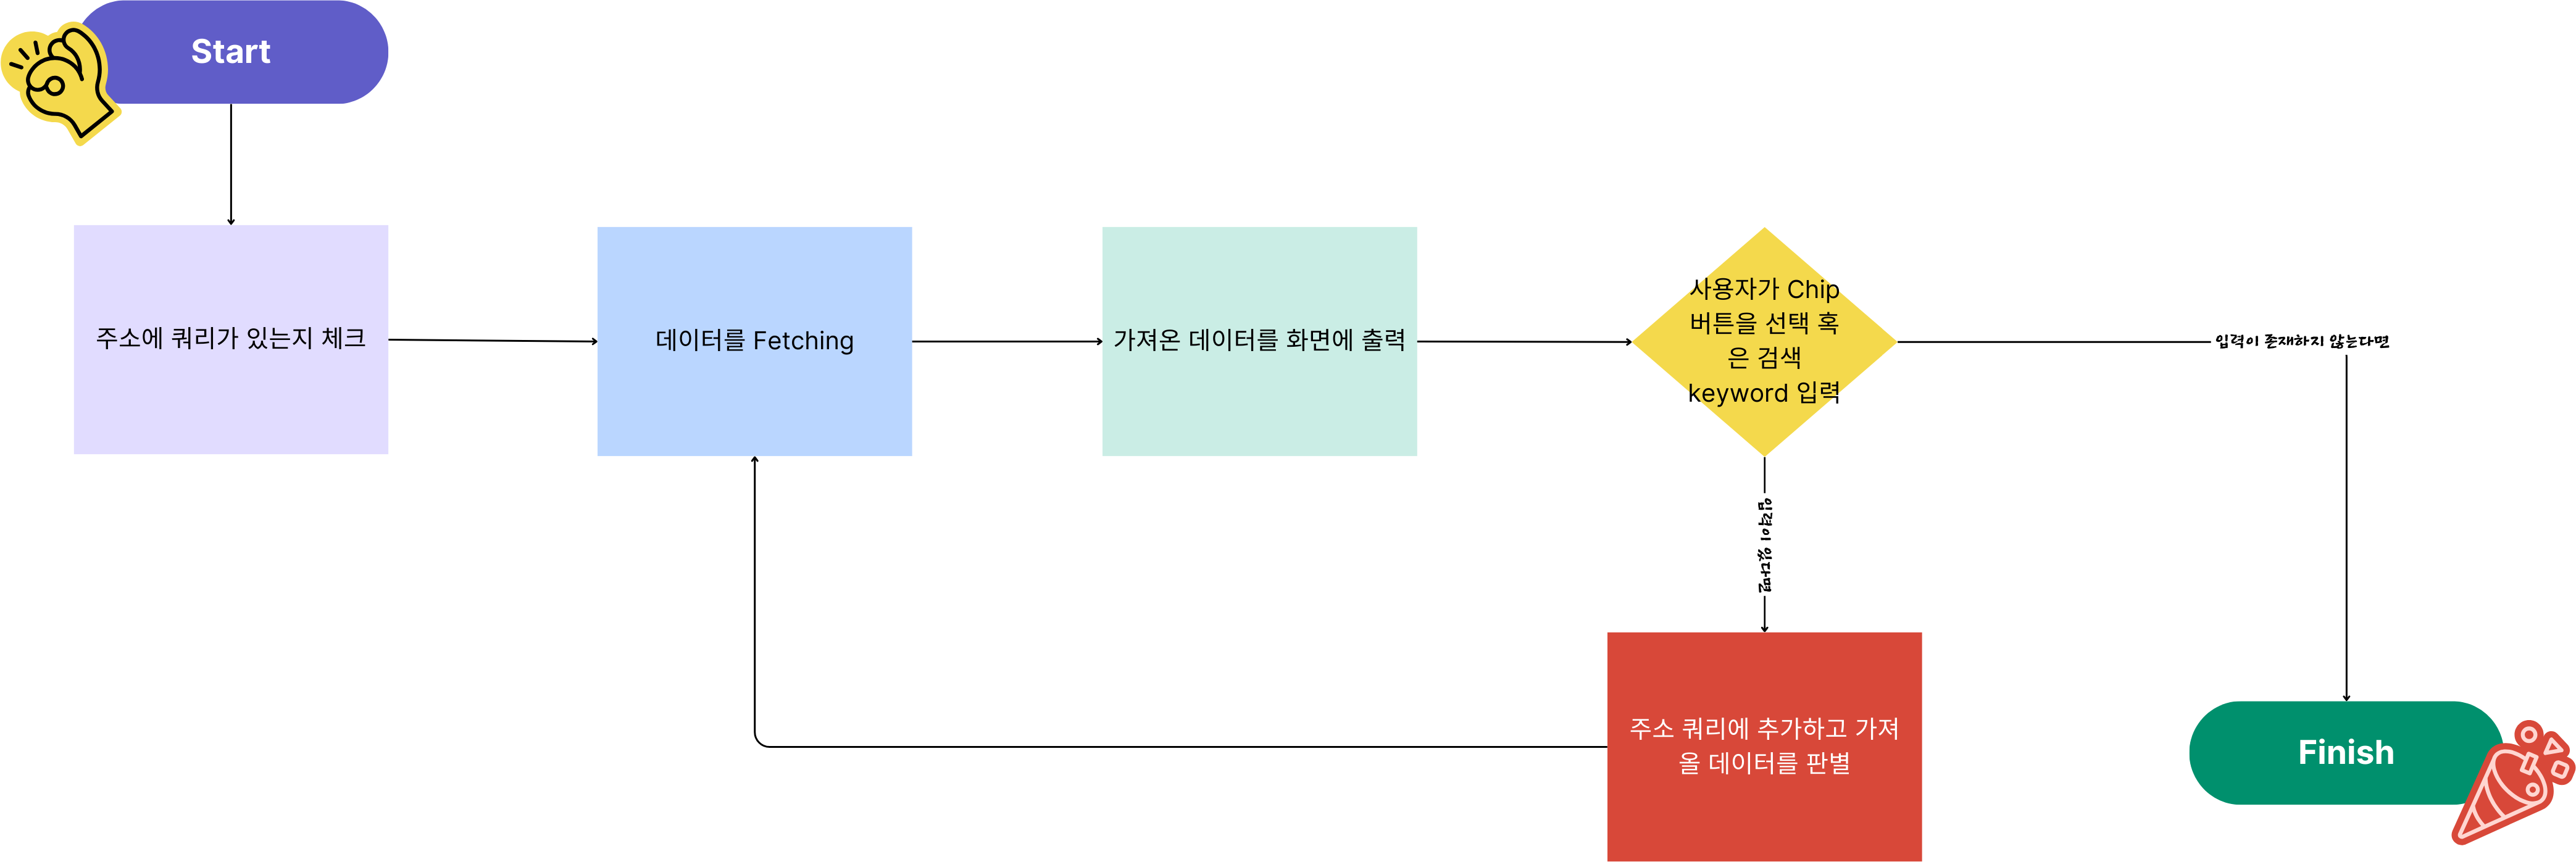 Start
주소에 쿼리가 있는지 체크
데이터를 Fetching
가져온 데이터를 화면에 출력
사용자가 Chip
버튼을 선택 혹
은 검색
keyword 입력
입력이 존재하지 않는다면
입력이 있다면
주소 쿼리에 추가하고 가져
올 데이터를 판별
Finish